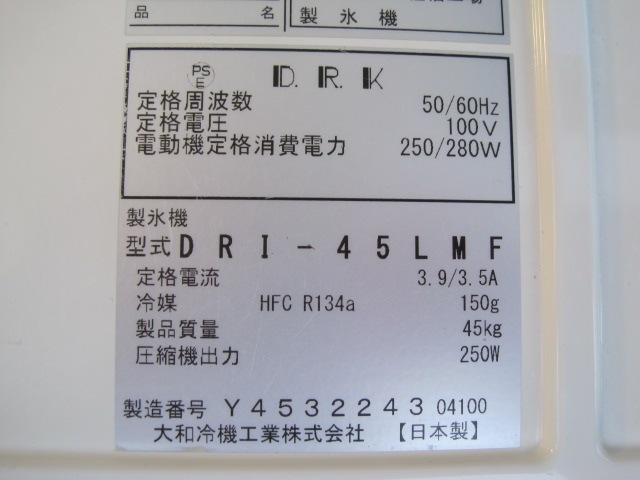 品 名
製氷機
PS
E
D.R.K
定格周波数 50/60Hz
定格電圧 100V
電動機定格消費電力 250/280W
製氷機
型式 DRI-45LMF
定格電流 3.9/3.5A
冷媒 HFC R134a 150g
製品質量 45kg
圧縮機出力 250W
製造番号 Y4532243 04100
大和冷機工業株式会社 【日本製】